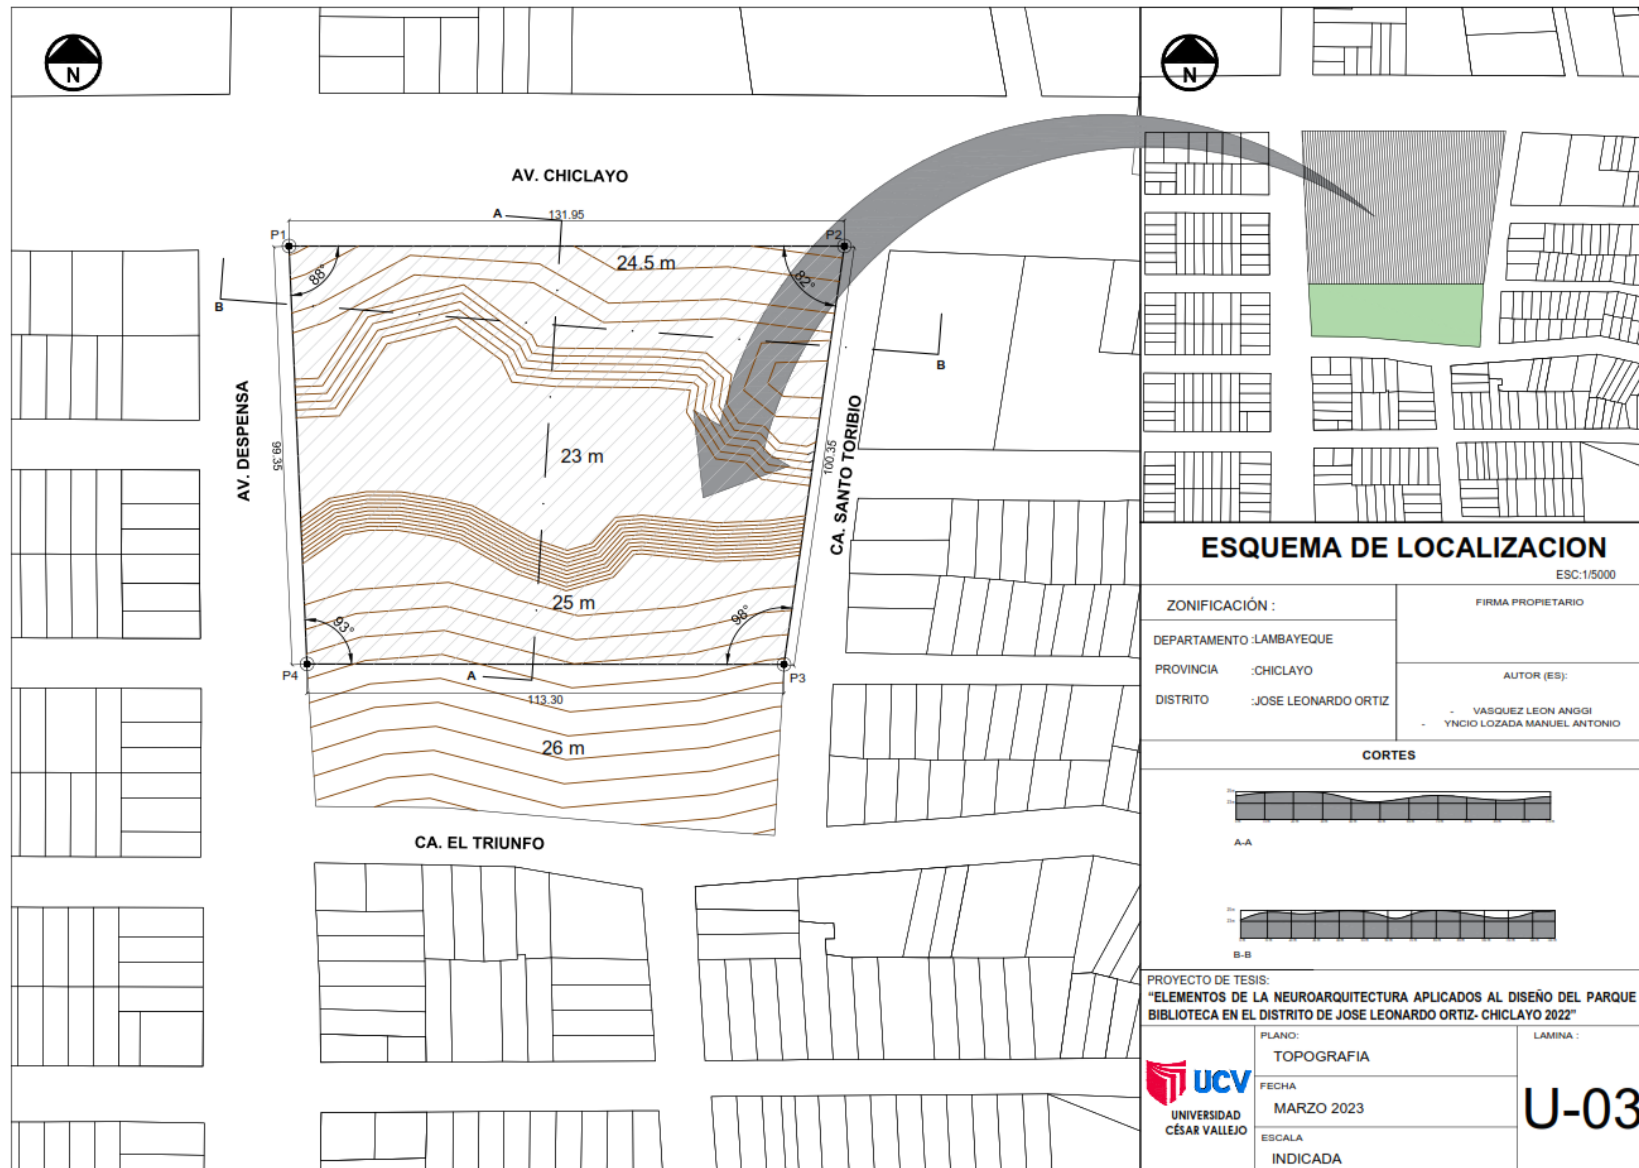 N
N
AV. CHICLAYO
A
131.95
P1
P2
24.5 m
88°
82°
B
B
AV. DESPENSA
99.35
23 m
100.35
CA. SANTO TORIBIO
25 m
93°
98°
P4
A
P3
113.30
26 m
CA. EL TRIUNFO
ESQUEMA DE LOCALIZACION
ESC:1/5000
ZONIFICACIÓN :
FIRMA PROPIETARIO
DEPARTAMENTO :LAMBAYEQUE
PROVINCIA :CHICLAYO
DISTRITO :JOSE LEONARDO ORTIZ
AUTOR (ES):
- VASQUEZ LEON ANGGI
- YNCIO LOZADA MANUEL ANTONIO
CORTES
A-A
B-B
PROYECTO DE TESIS:
"ELEMENTOS DE LA NEUROARQUITECTURA APLICADOS AL DISEÑO DEL PARQUE
BIBLIOTECA EN EL DISTRITO DE JOSE LEONARDO ORTIZ- CHICLAYO 2022"
UCV
UNIVERSIDAD
CÉSAR VALLEJO
PLANO:
TOPOGRAFIA
FECHA
MARZO 2023
ESCALA
INDICADA
LAMINA :
U-03